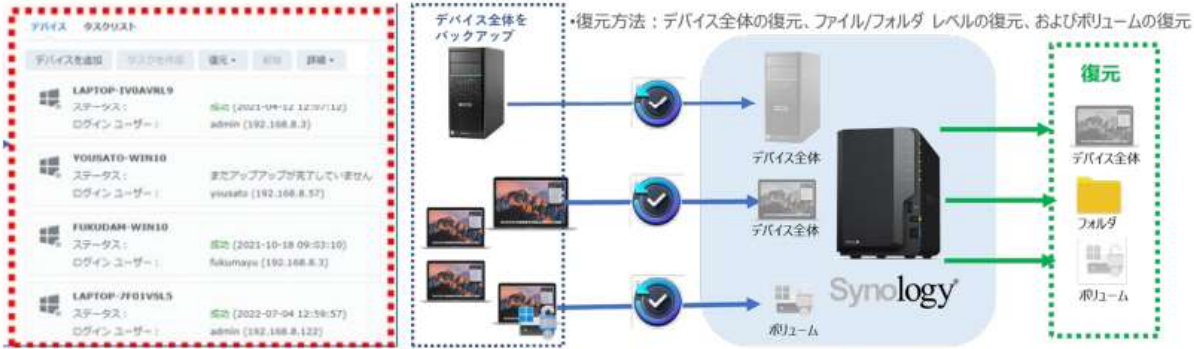 デバイス タスクリスト
デバイスを追加 タスクを作成 復元 削除 詳細
LAPTOP-IV0AVRL9
ステータス： 成功 (2021-04-12 12:07:12)
ログイン ユーザー： admin (192.168.8.3)
YOUSATO-WIN10
ステータス： まだアップアップが完了していません
ログイン ユーザー： yousato (192.168.8.57)
FUKUDAM-WIN10
ステータス： 成功 (2021-10-18 09:03:10)
ログイン ユーザー： fukumayu (192.168.8.3)
LAPTOP-7F01VSL5
ステータス： 成功 (2022-07-04 12:59:57)
ログイン ユーザー： admin (192.168.8.122)
デバイス全体を
バックアップ
•復元方法：デバイス全体の復元、ファイル/フォルダ レベルの復元、およびボリュームの復元
デバイス全体
デバイス全体
ボリューム
Synology
復元
デバイス全体
フォルダ
ボリューム